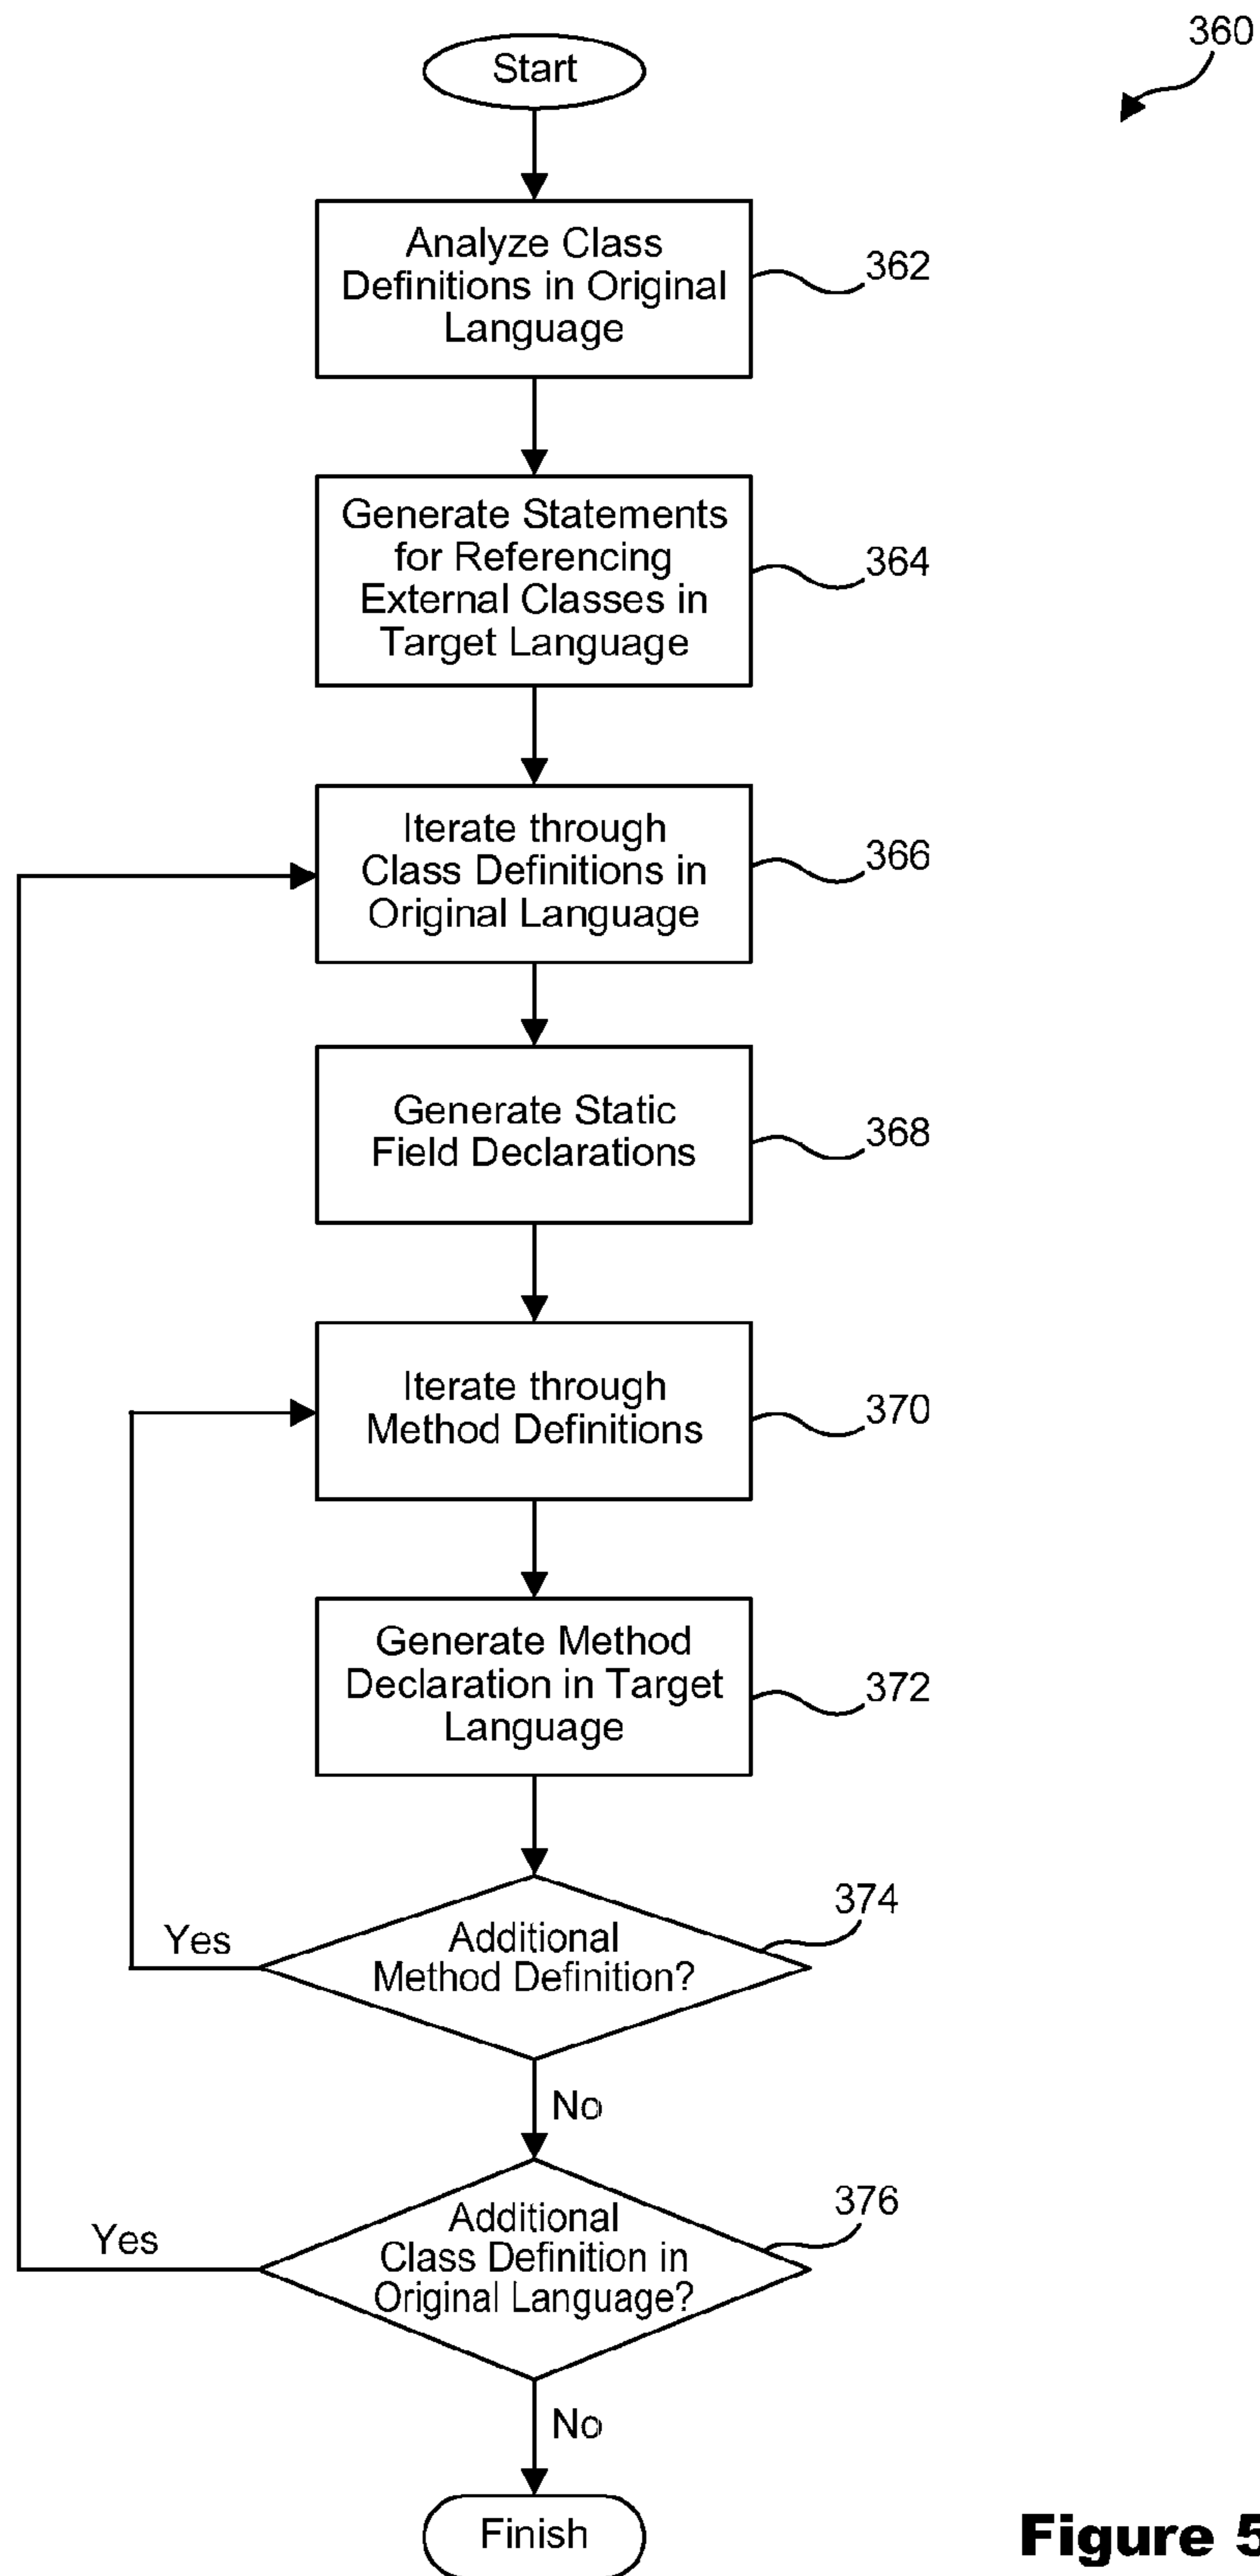 360
Start
Analyze Class
Definitions in Original
Language
362
Generate Statements
for Referencing
External Classes in
Target Language
364
Iterate through
Class Definitions in
Original Language
366
Generate Static
Field Declarations
368
Iterate through
Method Definitions
370
Generate Method
Declaration in Target
Language
372
374
Additional
Method Definition?
Yes
No
376
Additional
Class Definition in
Original Language?
Yes
No
Finish
Figure 5